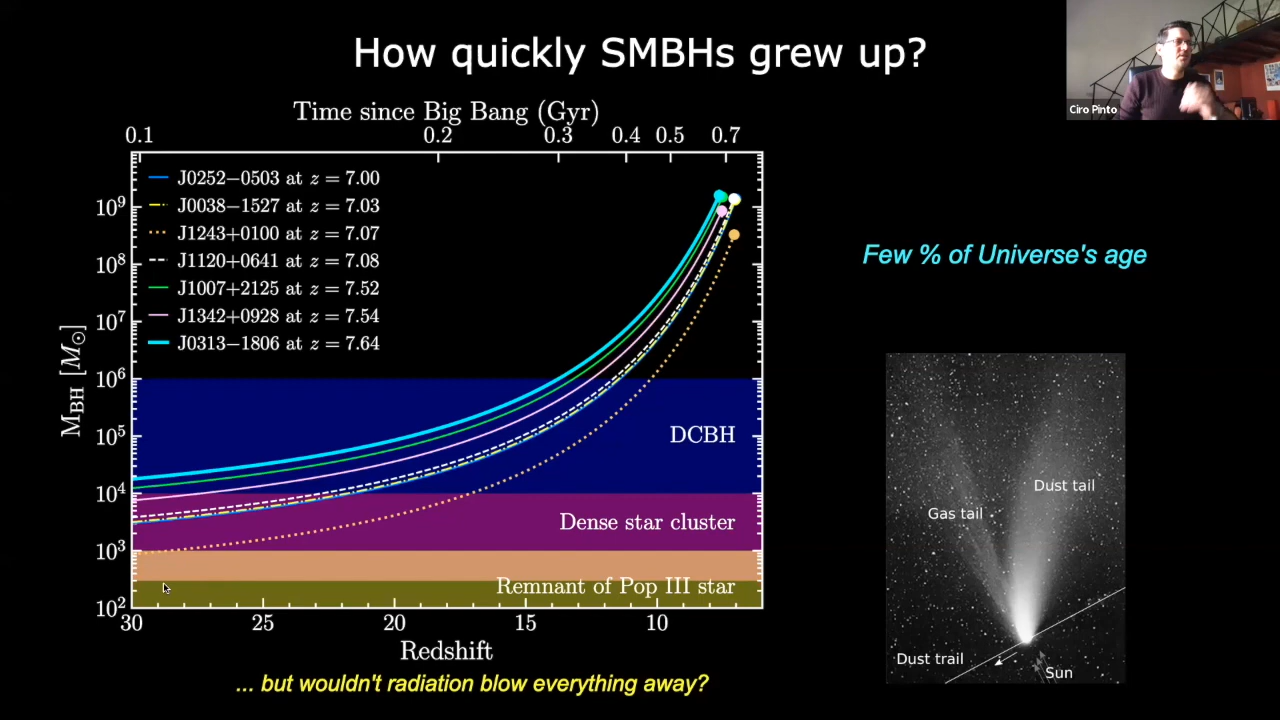 How quickly SMBHs grew up?
Ciro Pinto
Time since Big Bang (Gyr)
0.1 0.2 0.3 0.4 0.5 0.7
J0252−0503 at z = 7.00
J0038−1527 at z = 7.03
J1243+0100 at z = 7.07
J1120+0641 at z = 7.08
J1007+2125 at z = 7.52
J1342+0928 at z = 7.54
J0313−1806 at z = 7.64
10⁹
10⁸
10⁷
10⁶
10⁵
10⁴
10³
10²
M_BH [M_⊙]
DCBH
Dense star cluster
Remnant of Pop III star
30 25 20 15 10
Redshift
... but wouldn't radiation blow everything away?
Few % of Universe's age
Dust tail
Gas tail
Dust trail
Sun